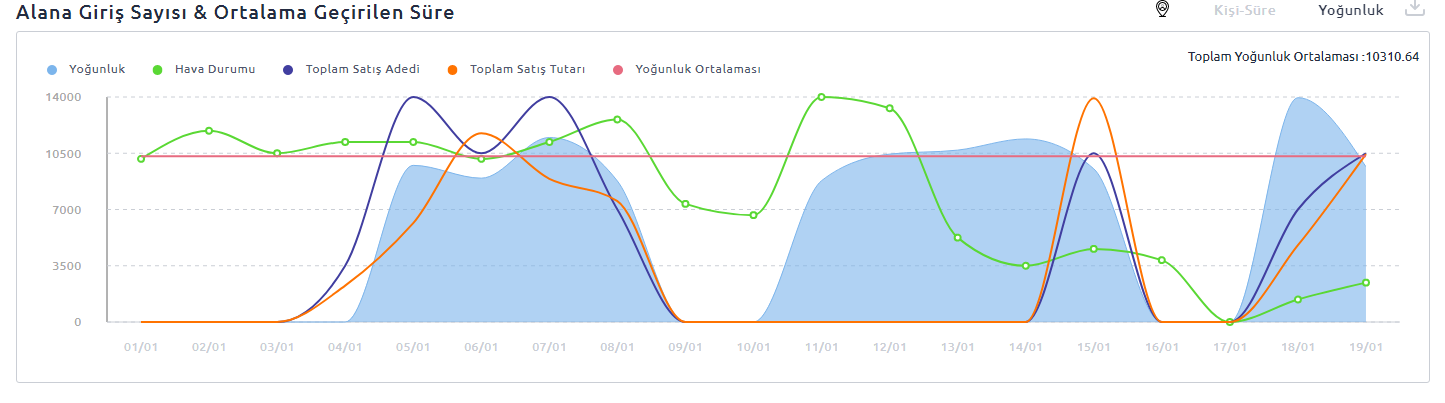 Alana Giriş Sayısı & Ortalama Geçirilen Süre
Kişi-Süre Yoğunluk
Toplam Yoğunluk Ortalaması :10310.64
Yoğunluk Hava Durumu Toplam Satış Adedi Toplam Satış Tutarı Yoğunluk Ortalaması
14000
10500
7000
3500
0
01/01 02/01 03/01 04/01 05/01 06/01 07/01 08/01 09/01 10/01 11/01 12/01 13/01 14/01 15/01 16/01 17/01 18/01 19/01